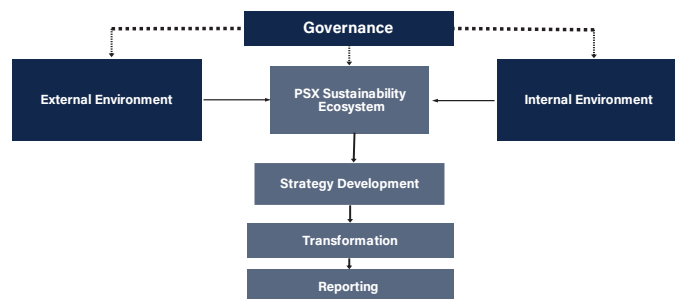 Governance
External Environment
PSX Sustainability
Ecosystem
Internal Environment
Strategy Development
Transformation
Reporting